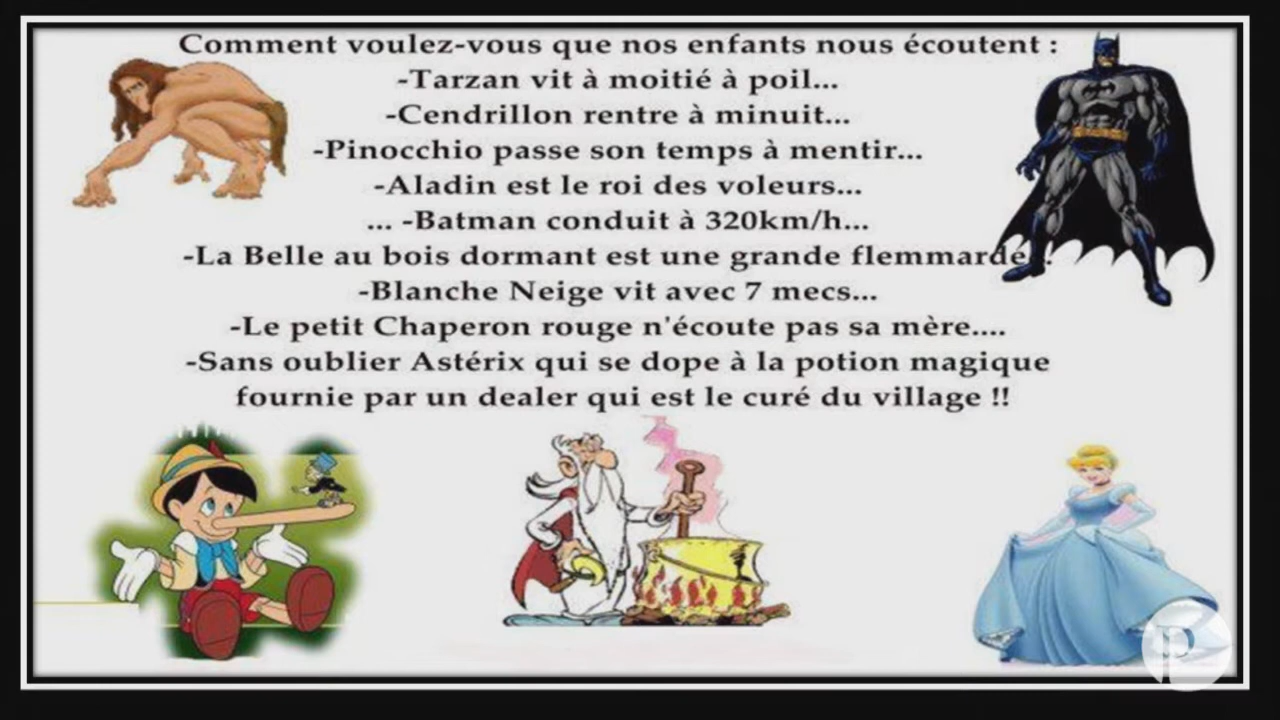 Comment voulez-vous que nos enfants nous écoutent :
-Tarzan vit à moitié à poil...
-Cendrillon rentre à minuit...
-Pinocchio passe son temps à mentir...
-Aladin est le roi des voleurs...
... -Batman conduit à 320km/h...
-La Belle au bois dormant est une grande flemmarde..!
-Blanche Neige vit avec 7 mecs...
-Le petit Chaperon rouge n'écoute pas sa mère....
-Sans oublier Astérix qui se dope à la potion magique
fournie par un dealer qui est le curé du village !!
p